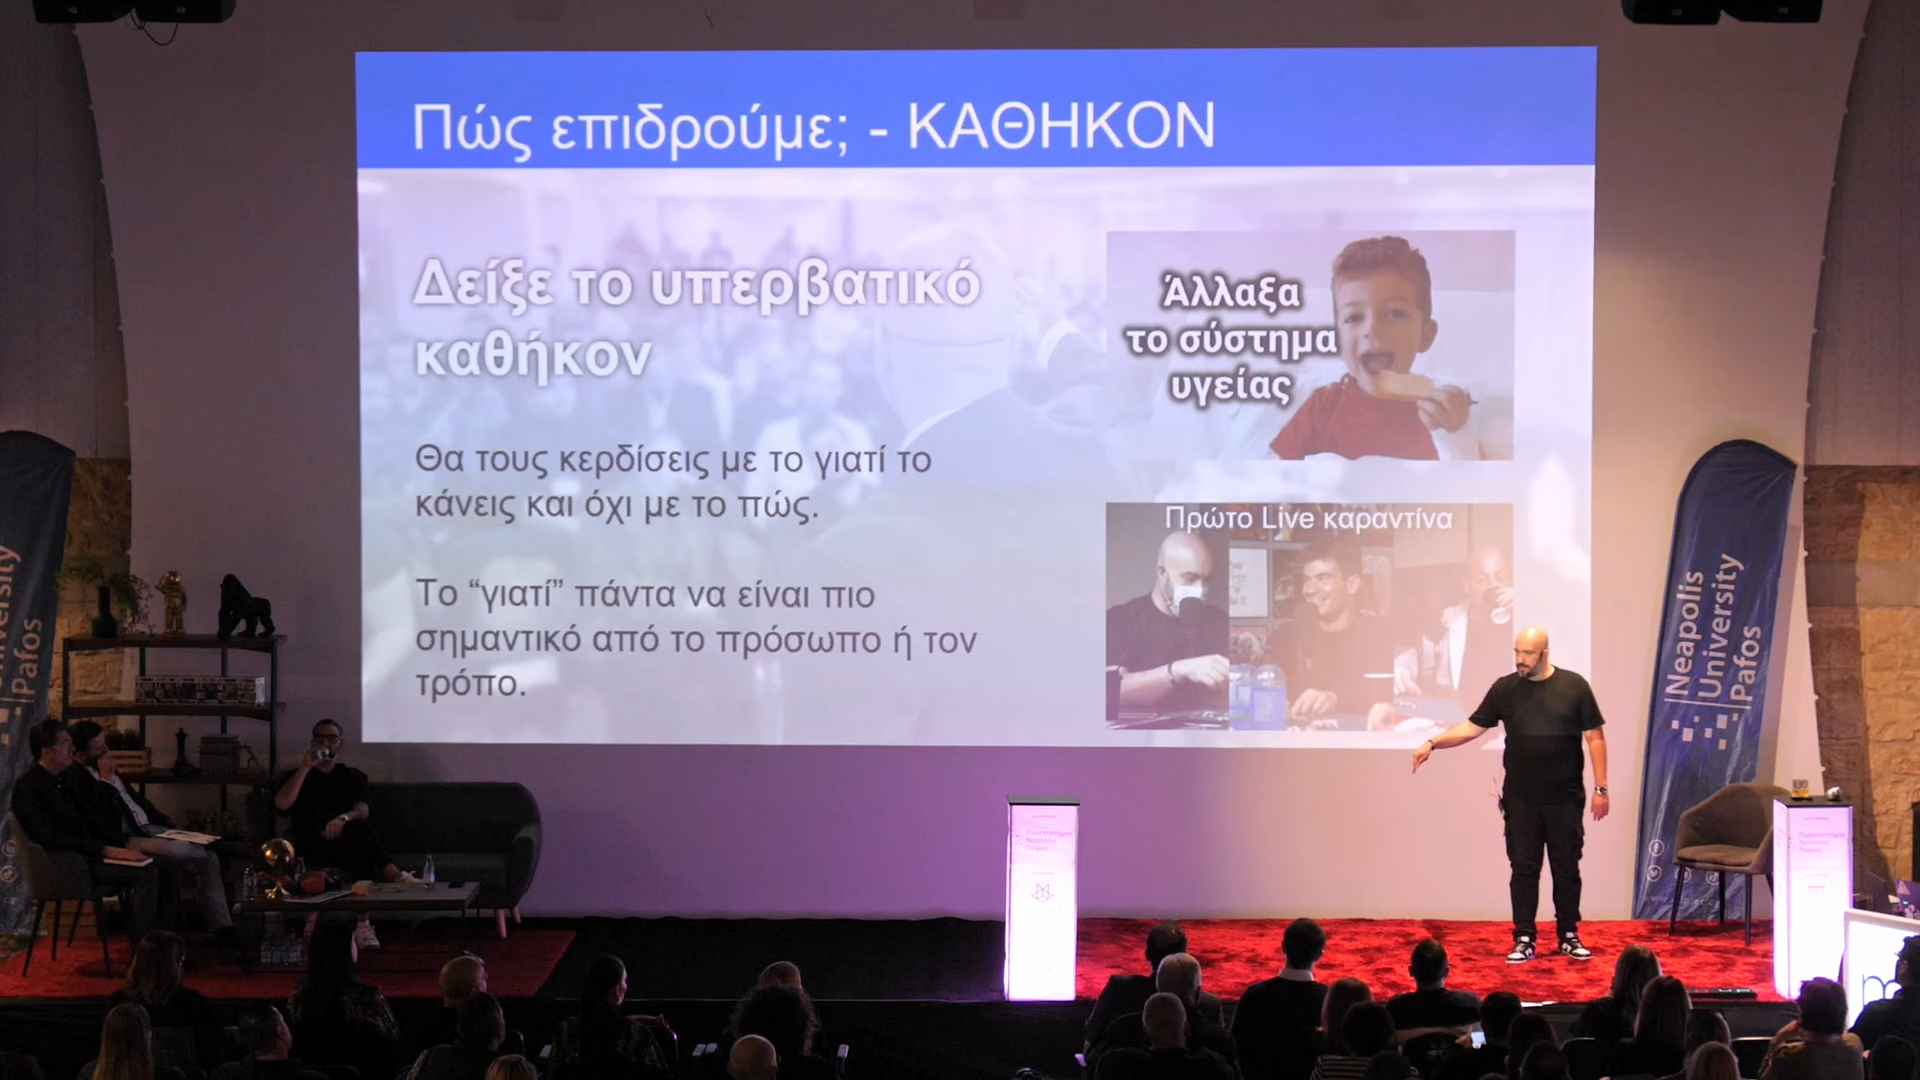 Πώς επιδρούμε; - ΚΑΘΗΚΟΝ
Δείξε το υπερβατικό
καθήκον
Θα τους κερδίσεις με το γιατί το
κάνεις και όχι με το πώς.
Το “γιατί” πάντα να είναι πιο
σημαντικό από το πρόσωπο ή τον
τρόπο.
Άλλαξα
το σύστημα
υγείας
Πρώτο Live καραντίνα
Neapolis
University
Pafos
Pafos